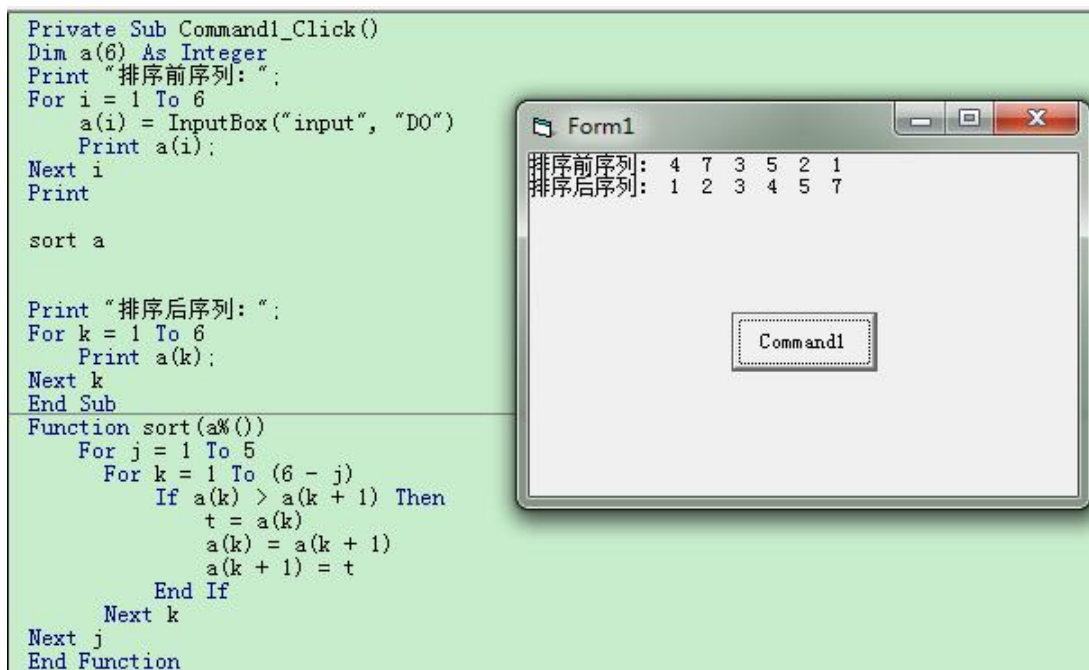 Private Sub Command1_Click()
Dim a(6) As Integer
Print "排序前序列：";
For i = 1 To 6
    a(i) = InputBox("input", "DO")
    Print a(i);
Next i
Print
sort a
Print "排序后序列：";
For k = 1 To 6
    Print a(k);
Next k
End Sub
Function sort(a%())
    For j = 1 To 5
      For k = 1 To (6 - j)
          If a(k) > a(k + 1) Then
              t = a(k)
              a(k) = a(k + 1)
              a(k + 1) = t
          End If
      Next k
Next j
End Function
Form1
排序前序列： 4 7 3 5 2 1
排序后序列： 1 2 3 4 5 7
Command1